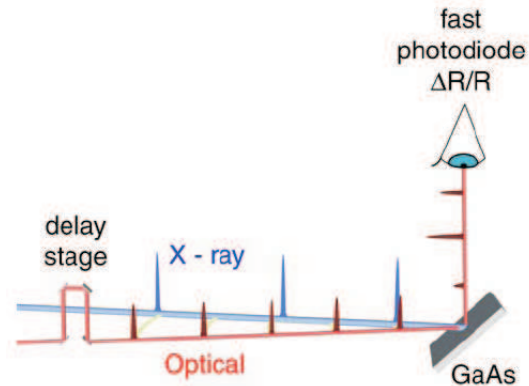 fast
photodiode
ΔR/R
delay
stage
X - ray
Optical
GaAs